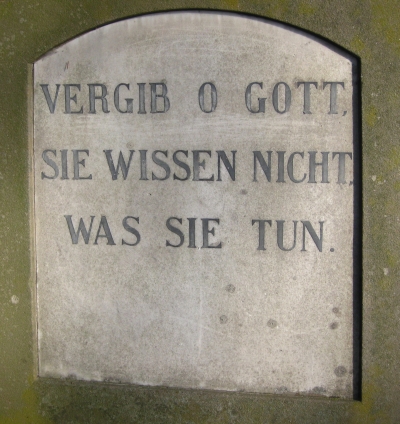 VERGIB O GOTT,
SIE WISSEN NICHT,
WAS SIE TUN.